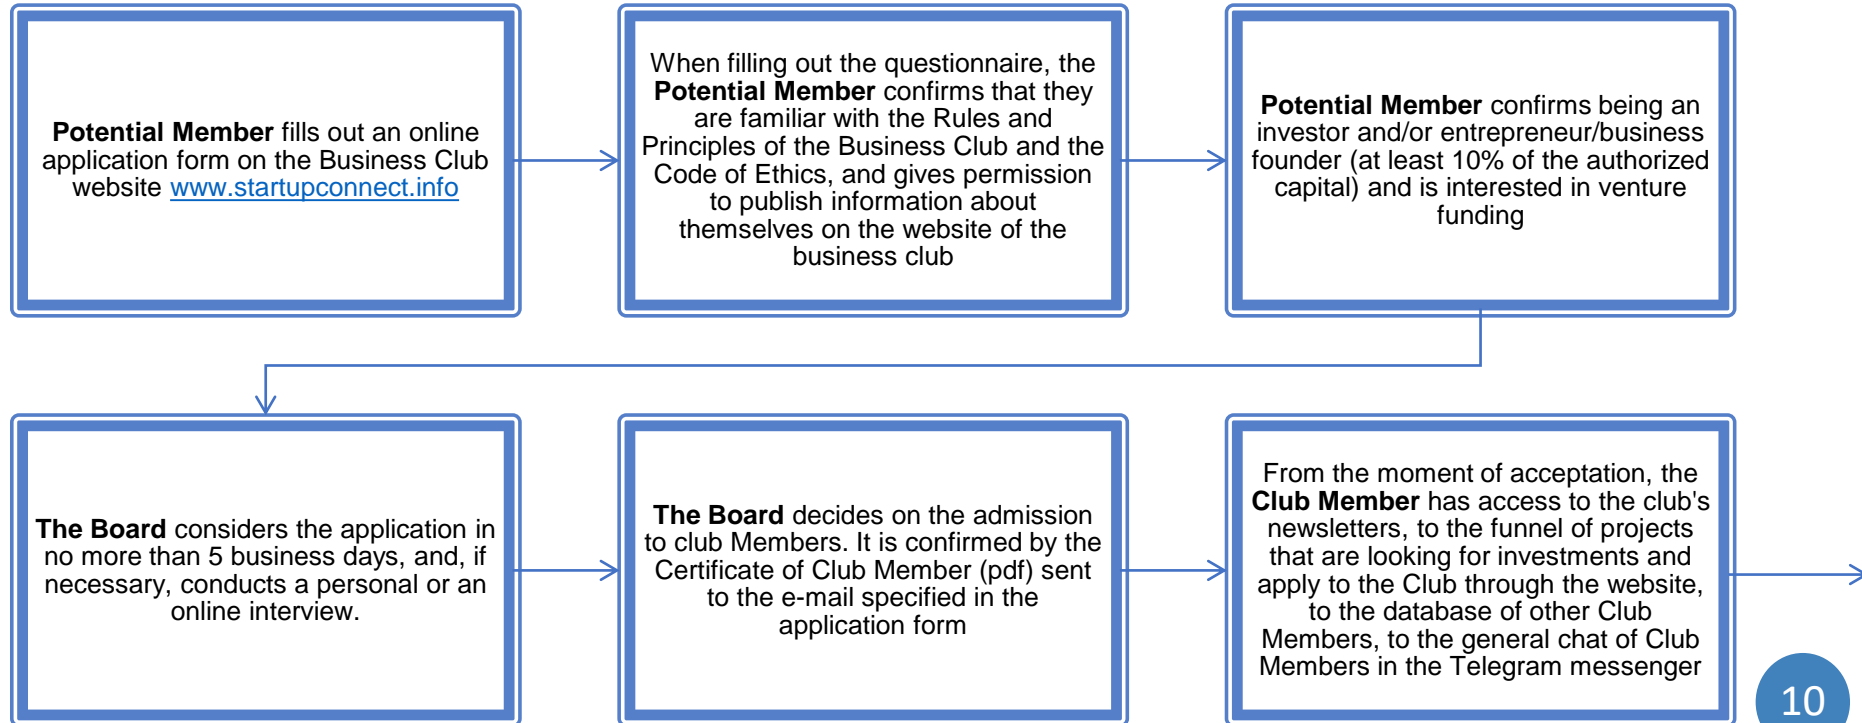 Potential Member fills out an online
application form on the Business Club
website www.startupconnect.info
When filling out the questionnaire, the
Potential Member confirms that they
are familiar with the Rules and
Principles of the Business Club and the
Code of Ethics, and gives permission
to publish information about
themselves on the website of the
business club
Potential Member confirms being an
investor and/or entrepreneur/business
founder (at least 10% of the authorized
capital) and is interested in venture
funding
The Board considers the application in
no more than 5 business days, and, if
necessary, conducts a personal or an
online interview.
The Board decides on the admission
to club Members. It is confirmed by the
Certificate of Club Member (pdf) sent
to the e-mail specified in the
application form
From the moment of acceptation, the
Club Member has access to the club's
newsletters, to the funnel of projects
that are looking for investments and
apply to the Club through the website,
to the database of other Club
Members, to the general chat of Club
Members in the Telegram messenger
10